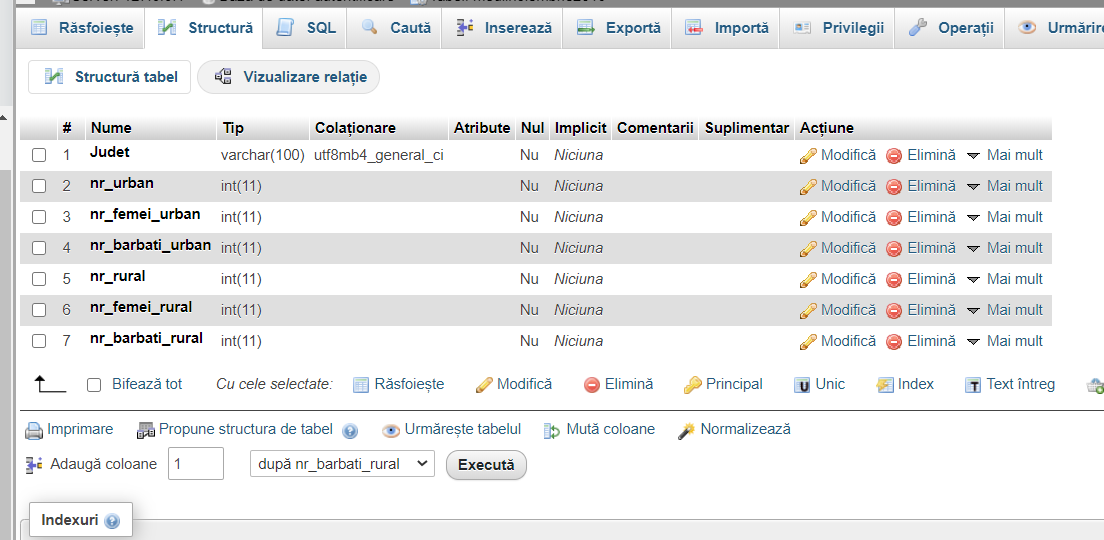 Răsfoiește Structură SQL Caută Inserează Exportă Importă Privilegii Operații
Structură tabel Vizualizare relație
# Nume Tip Colaționare Atribute Nul Implicit Comentarii Suplimentar Acțiune
1 Judet varchar(100) utf8mb4_general_ci Nu Niciuna Modifică Elimină Mai mult
2 nr_urban int(11) Nu Niciuna Modifică Elimină Mai mult
3 nr_femei_urban int(11) Nu Niciuna Modifică Elimină Mai mult
4 nr_barbati_urban int(11) Nu Niciuna Modifică Elimină Mai mult
5 nr_rural int(11) Nu Niciuna Modifică Elimină Mai mult
6 nr_femei_rural int(11) Nu Niciuna Modifică Elimină Mai mult
7 nr_barbati_rural int(11) Nu Niciuna Modifică Elimină Mai mult
Bifează tot Cu cele selectate: Răsfoiește Modifică Elimină Principal Unic Index Text întreg
Imprimare Propune structura de tabel Urmărește tabelul Mută coloane Normalizează
Adaugă coloane 1 după nr_barbati_rural Execută
Indexuri